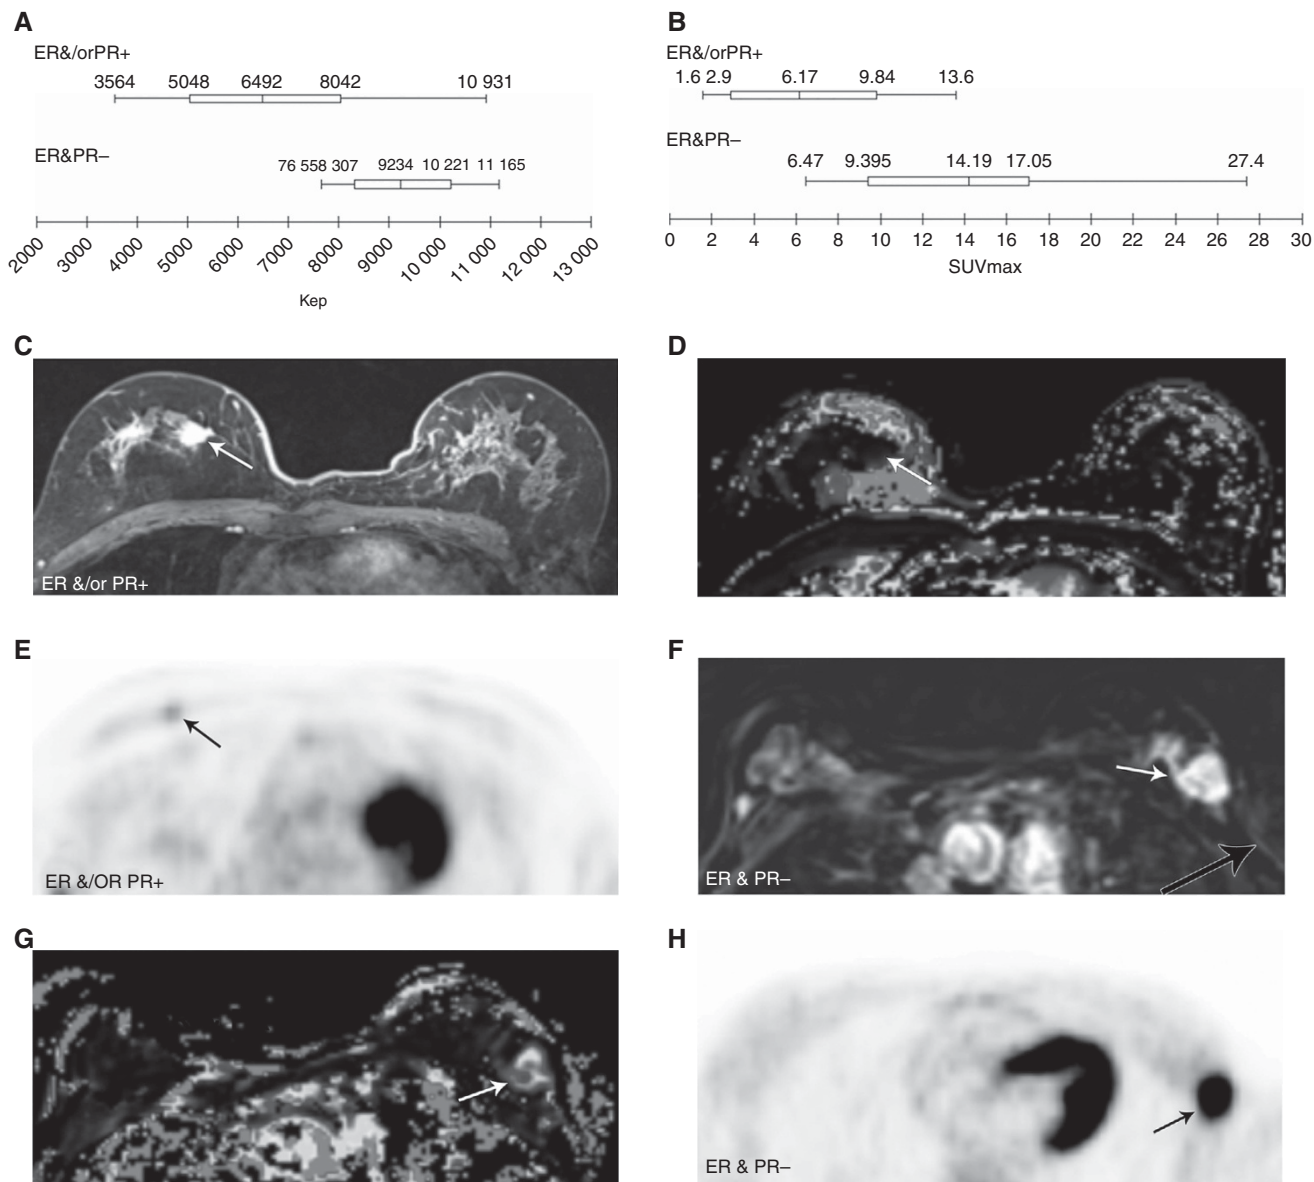 A
ER&/orPR+
3564 5048 6492 8042 10 931
ER&PR–
76 558 307 9234 10 221 11 165
2000 3000 4000 5000 6000 7000 8000 9000 10 000 11 000 12 000 13 000
Kep
B
ER&/orPR+
1.6 2.9 6.17 9.84 13.6
ER&PR–
6.47 9.395 14.19 17.05 27.4
0 2 4 6 8 10 12 14 16 18 20 22 24 26 28 30
SUVmax
C
ER &/or PR+
D
E
ER &/OR PR+
F
ER & PR–
G
H
ER & PR–